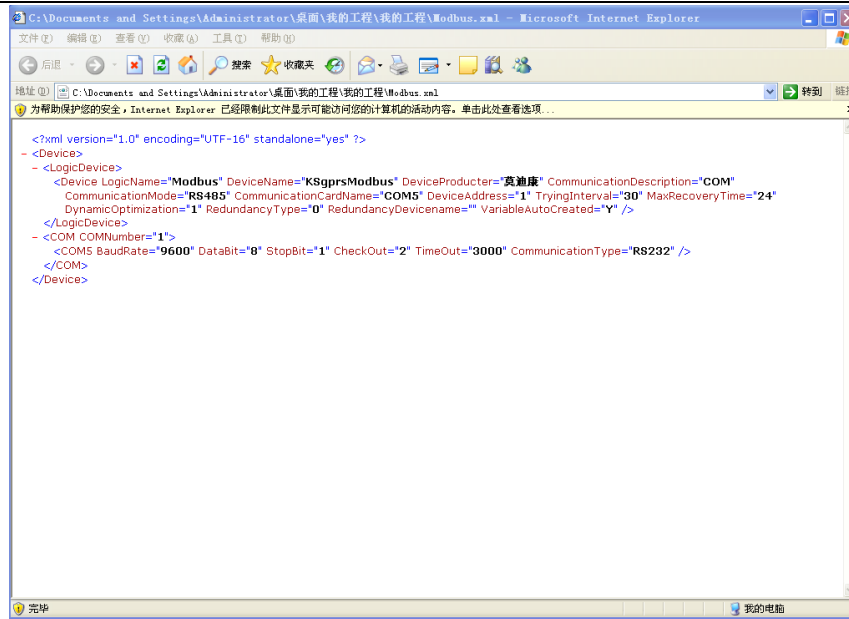 C:\Documents and Settings\Administrator\桌面\我的工程\我的工程\Modbus.xml - Microsoft Internet Explorer
文件(F) 编辑(E) 查看(V) 收藏(A) 工具(T) 帮助(H)
后退 搜索 收藏夹
地址(D) C:\Documents and Settings\Administrator\桌面\我的工程\我的工程\Modbus.xml 转到
为帮助保护您的安全，Internet Explorer 已经限制此文件显示可能访问您的计算机的活动内容。单击此处查看选项...
<?xml version="1.0" encoding="UTF-16" standalone="yes" ?>
- <Device>
- <LogicDevice>
<Device LogicName="Modbus" DeviceName="KSgprsModbus" DeviceProducter="莫迪康" CommunicationDescription="COM"
CommunicationMode="RS485" CommunicationCardName="COM5" DeviceAddress="1" TryingInterval="30" MaxRecoveryTime="24"
DynamicOptimization="1" RedundancyType="0" RedundancyDevicename="" VariableAutoCreated="Y" />
</LogicDevice>
- <COM COMNumber="1">
<COM5 BaudRate="9600" DataBit="8" StopBit="1" CheckOut="2" TimeOut="3000" CommunicationType="RS232" />
</COM>
</Device>
完毕 我的电脑